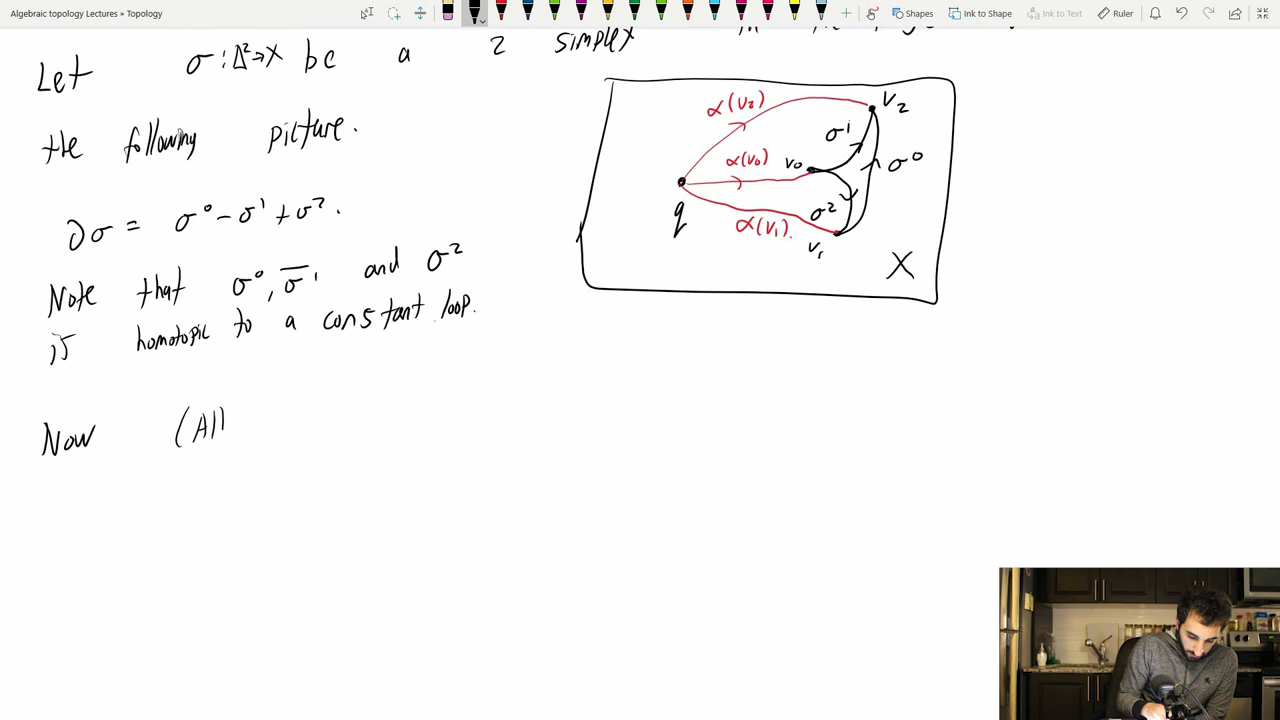 Algebraic topology Lectures » Topology
Shapes
Ink to Shape
Ink to Text
Ruler
Let σ : Δ²→X be a 2 simplex in
the following picture.
∂σ = σ⁰ − σ¹ + σ².
Note that σ⁰, σ̅¹ and σ²
is homotopic to a constant loop.
Now (All
α(v₂)
v₂
σ¹
α(v₀)
v₀
σ⁰
q
σ²
α(v₁).
v₁
X